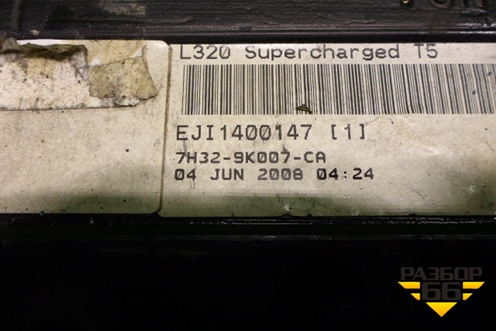 L320 Supercharged T5
EJI1400147 [1]
7H32-9K007-CA
04 JUN 2008 04:24
РАЗБОР
66